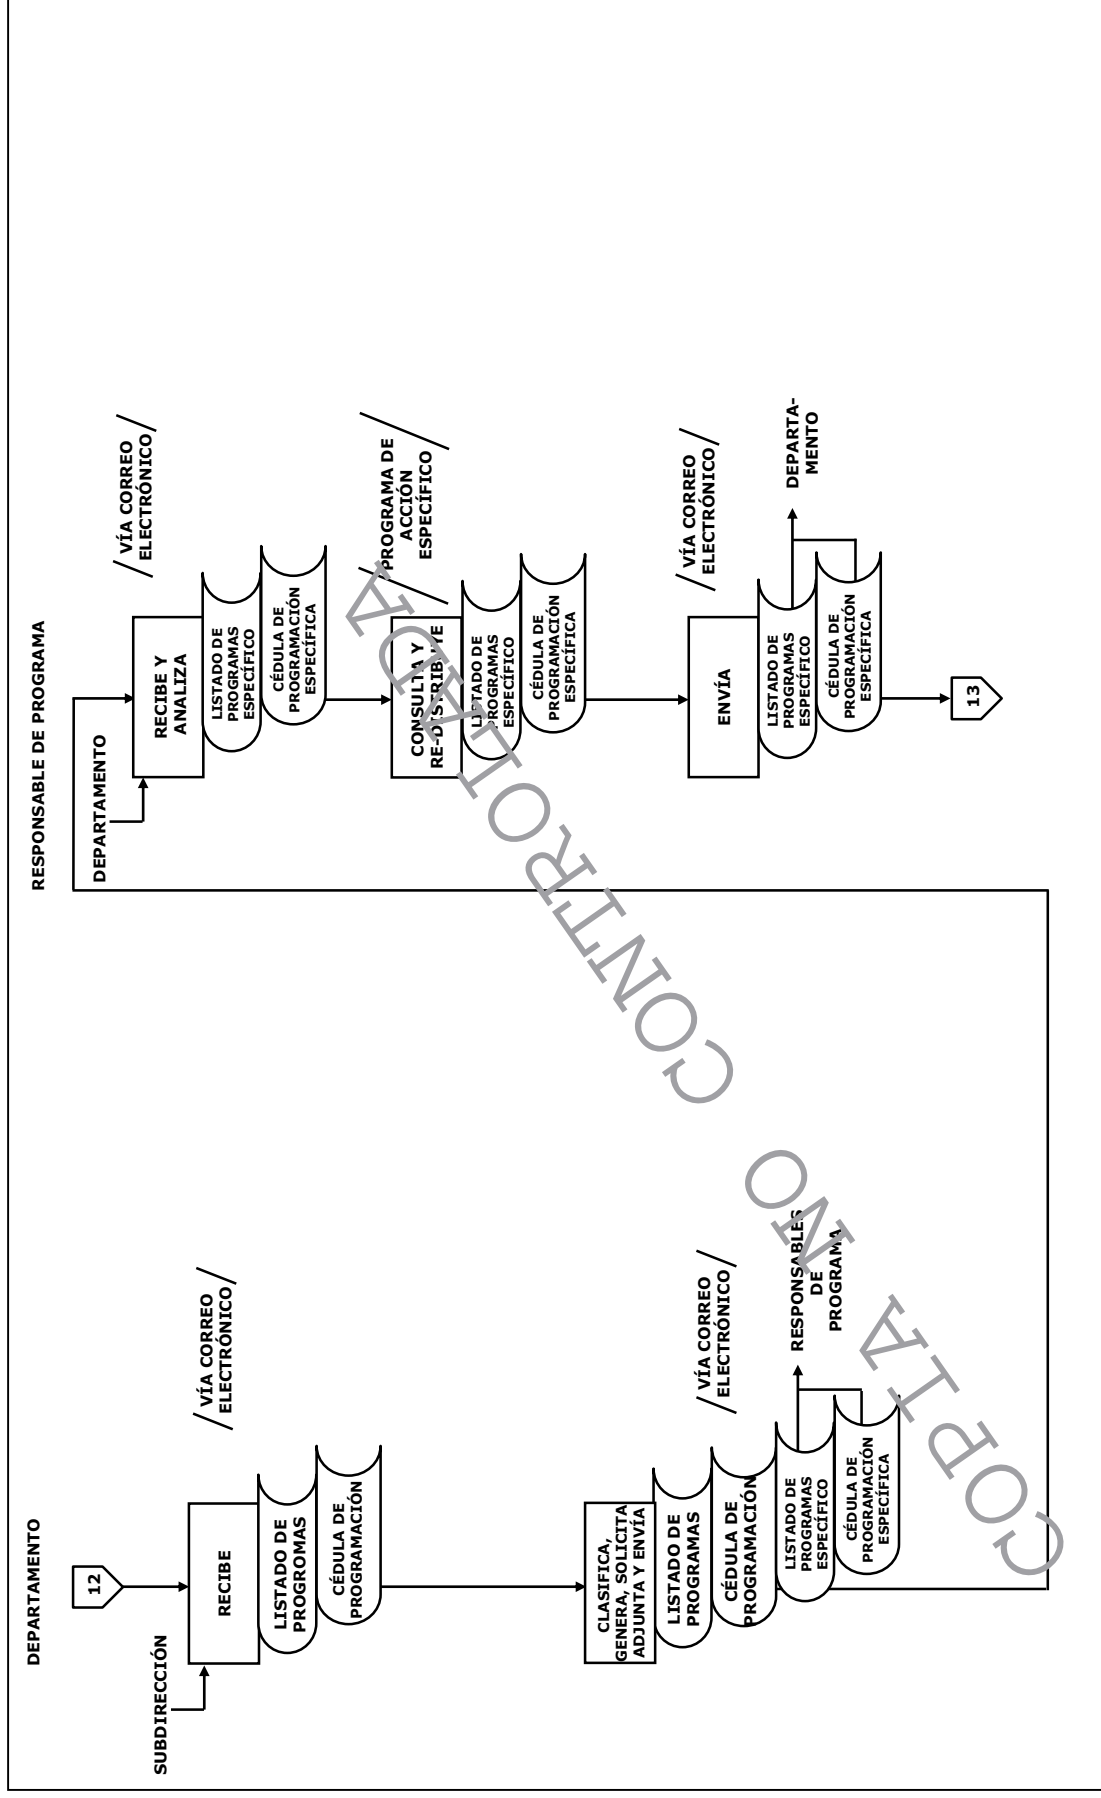 DEPARTAMENTO
12
SUBDIRECCIÓN
RECIBE
VÍA CORREO
ELECTRÓNICO
LISTADO DE
PROGROMAS
CÉDULA DE
PROGRAMACIÓN
CLASIFICA,
GENERA, SOLICITA
ADJUNTA Y ENVÍA
VÍA CORREO
ELECTRÓNICO
LISTADO DE
PROGRAMAS
CÉDULA DE
PROGRAMACIÓN
LISTADO DE
PROGRAMAS
ESPECÍFICO
CÉDULA DE
PROGRAMACIÓN
ESPECÍFICA
RESPONSABLES
DE
PROGRAMA
RESPONSABLE DE PROGRAMA
DEPARTAMENTO
RECIBE Y
ANALIZA
VÍA CORREO
ELECTRÓNICO
LISTADO DE
PROGRAMAS
ESPECÍFICO
CÉDULA DE
PROGRAMACIÓN
ESPECÍFICA
CONSULTA Y
RE-DISTRIBUYE
PROGRAMA DE
ACCIÓN
ESPECÍFICO
LISTADO DE
PROGRAMAS
ESPECÍFICO
CÉDULA DE
PROGRAMACIÓN
ESPECÍFICA
ENVÍA
VÍA CORREO
ELECTRÓNICO
LISTADO DE
PROGRAMAS
ESPECÍFICO
CÉDULA DE
PROGRAMACIÓN
ESPECÍFICA
DEPARTA-
MENTO
13
COPIA NO CONTROLADA